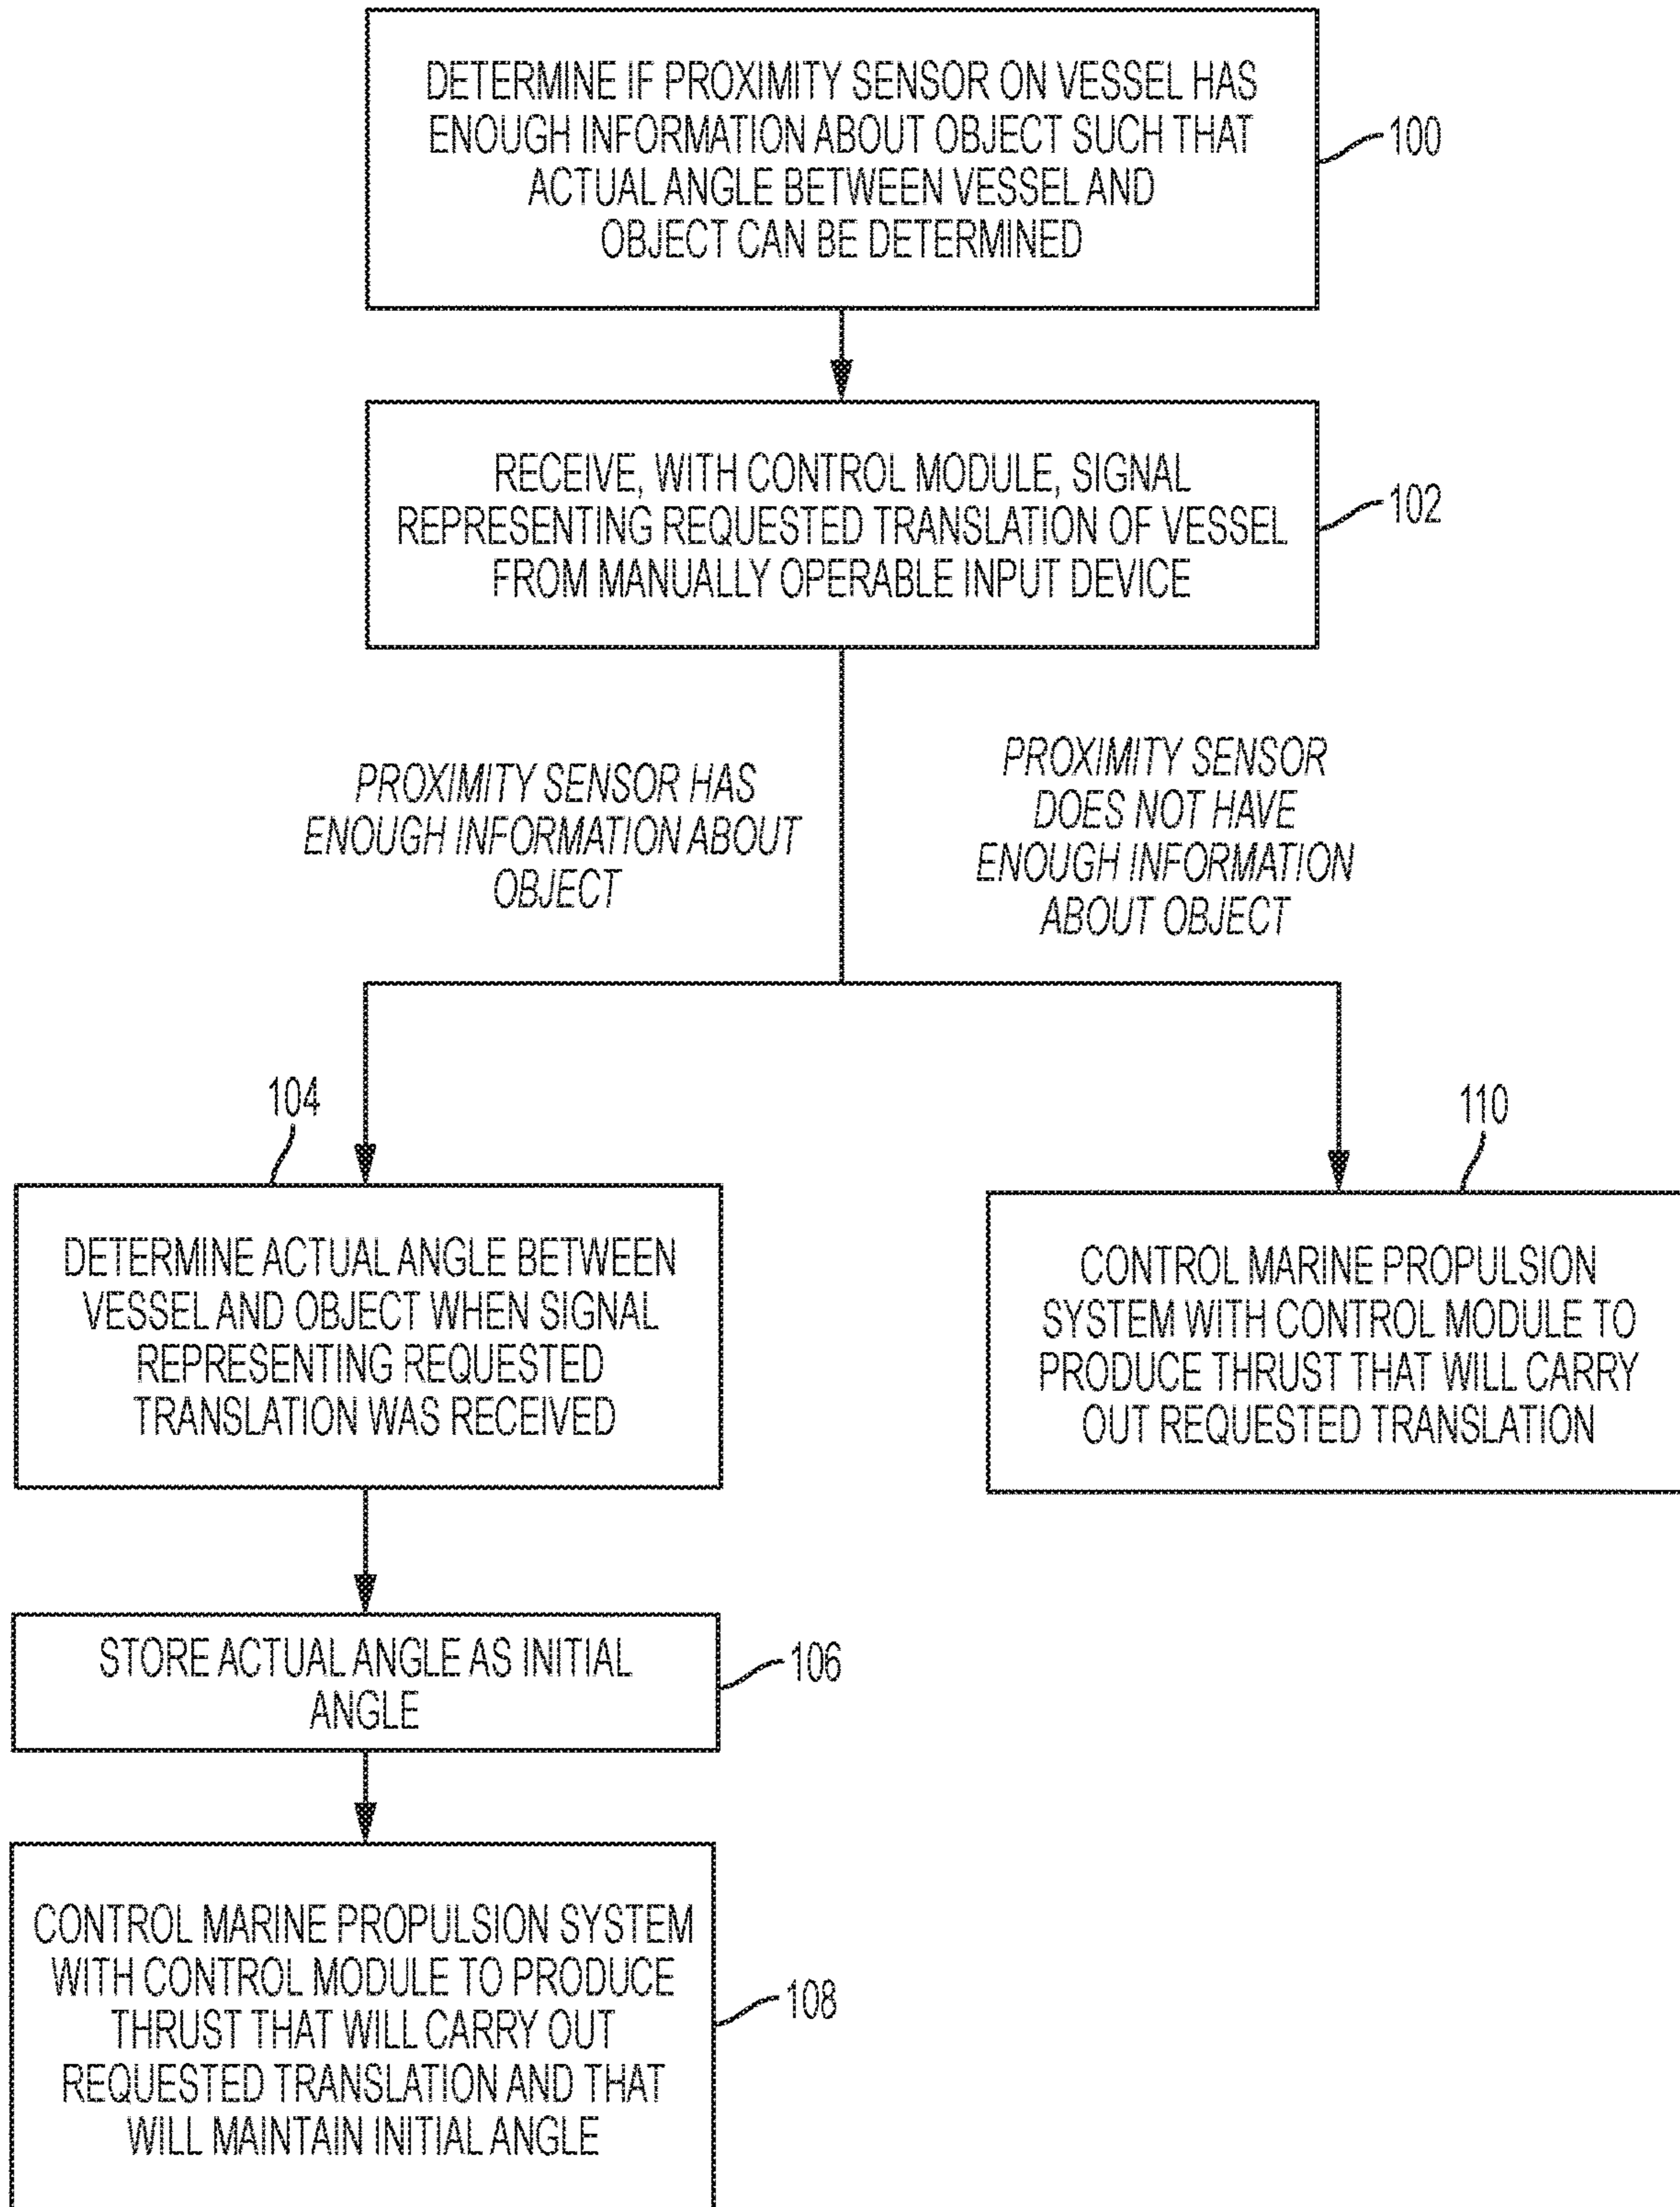 DETERMINE IF PROXIMITY SENSOR ON VESSEL HAS
ENOUGH INFORMATION ABOUT OBJECT SUCH THAT
ACTUAL ANGLE BETWEEN VESSEL AND
OBJECT CAN BE DETERMINED
100
RECEIVE, WITH CONTROL MODULE, SIGNAL
REPRESENTING REQUESTED TRANSLATION OF VESSEL
FROM MANUALLY OPERABLE INPUT DEVICE
102
PROXIMITY SENSOR HAS
ENOUGH INFORMATION ABOUT
OBJECT
PROXIMITY SENSOR
DOES NOT HAVE
ENOUGH INFORMATION
ABOUT OBJECT
104
DETERMINE ACTUAL ANGLE BETWEEN
VESSEL AND OBJECT WHEN SIGNAL
REPRESENTING REQUESTED
TRANSLATION WAS RECEIVED
110
CONTROL MARINE PROPULSION
SYSTEM WITH CONTROL MODULE TO
PRODUCE THRUST THAT WILL CARRY
OUT REQUESTED TRANSLATION
STORE ACTUAL ANGLE AS INITIAL
ANGLE
106
CONTROL MARINE PROPULSION SYSTEM
WITH CONTROL MODULE TO PRODUCE
THRUST THAT WILL CARRY OUT
REQUESTED TRANSLATION AND THAT
WILL MAINTAIN INITIAL ANGLE
108